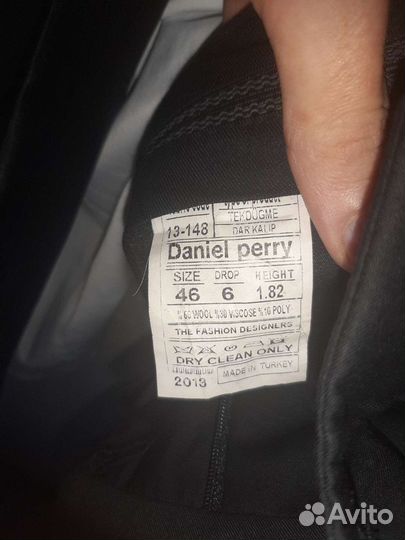 13-148 TEKDUGME
DAR KALIP
Daniel perry
SIZE DROP HEIGHT
46 6 1.82
% 60 WOOL %30 VISCOSE %10 POLY
THE FASHION DESIGNERS
DRY CLEAN ONLY
2013 MADE IN TURKEY
Avito